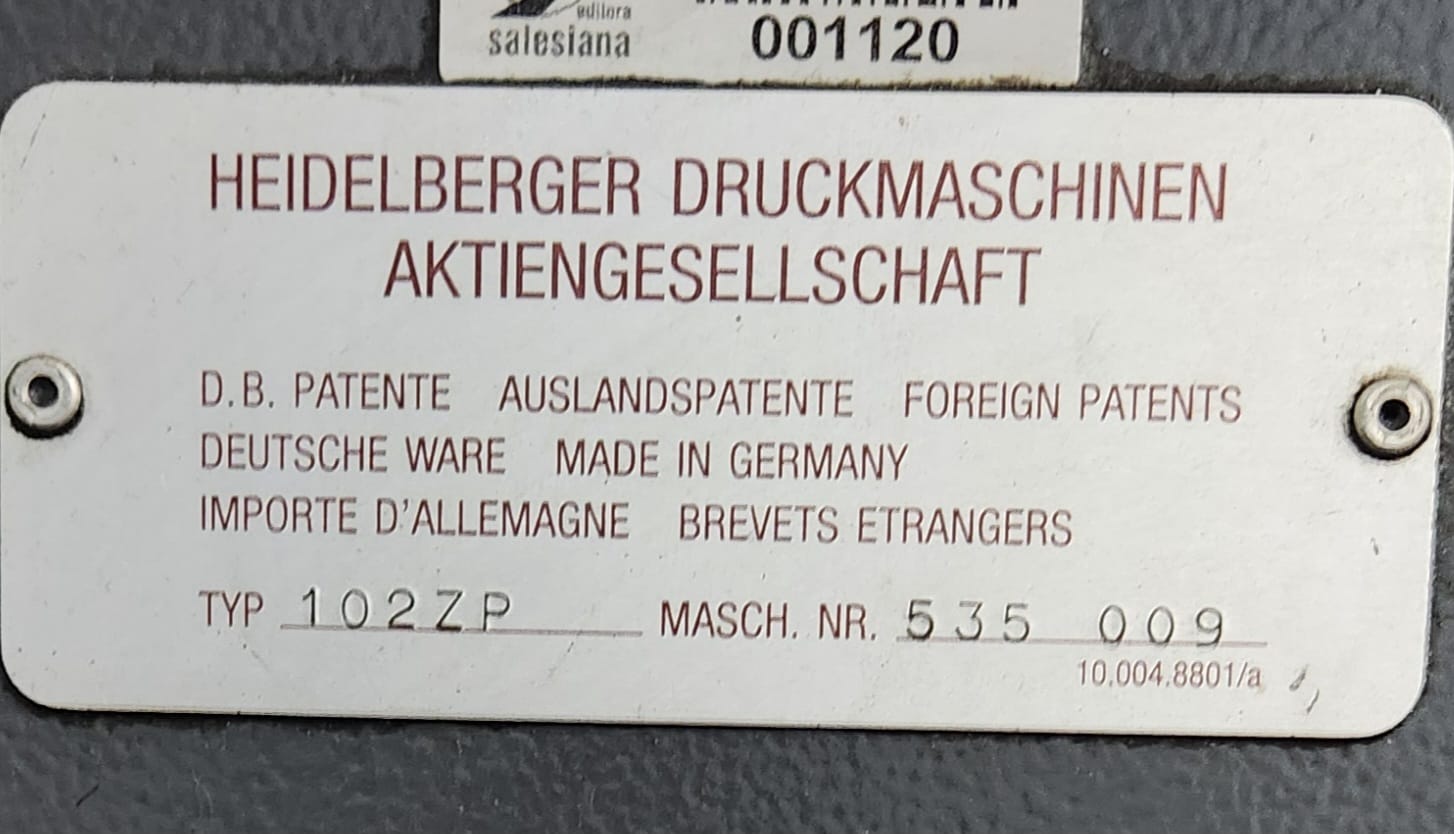 editora
salesiana
001120
HEIDELBERGER DRUCKMASCHINEN
AKTIENGESELLSCHAFT
D.B. PATENTE AUSLANDSPATENTE FOREIGN PATENTS
DEUTSCHE WARE MADE IN GERMANY
IMPORTE D'ALLEMAGNE BREVETS ETRANGERS
TYP 102ZP MASCH. NR. 535 009
10.004.8801/a